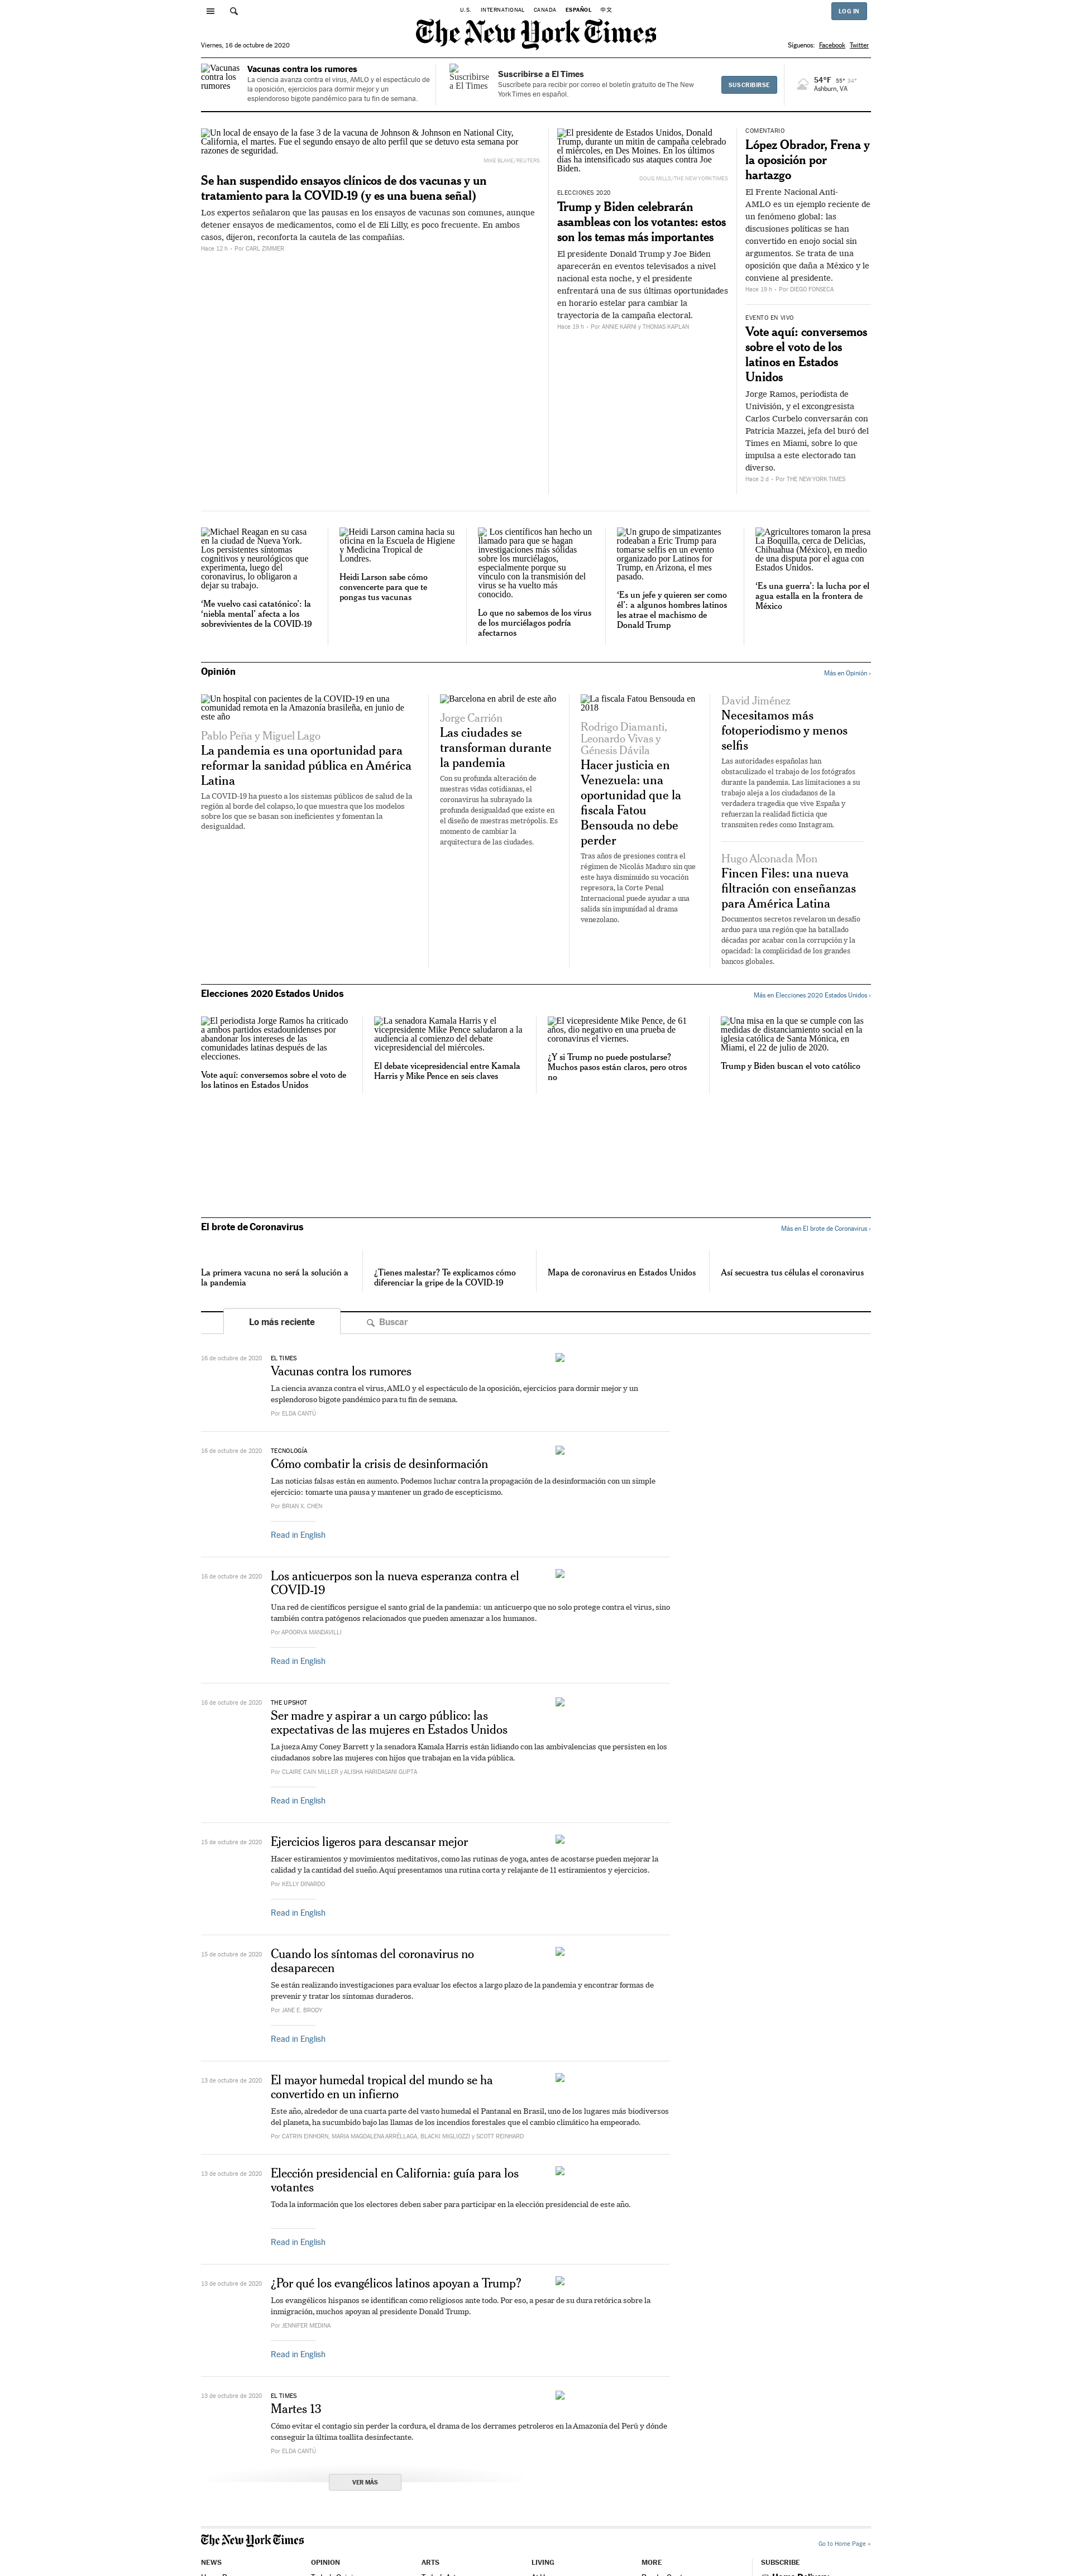 U.S.
INTERNATIONAL
CANADA
ESPAÑOL
中文
LOG IN
The New York Times
Viernes, 16 de octubre de 2020
Síguenos: Facebook Twitter
Vacunas contra los rumores
Vacunas contra los rumores
La ciencia avanza contra el virus, AMLO y el espectáculo de
la oposición, ejercicios para dormir mejor y un
esplendoroso bigote pandémico para tu fin de semana.
Suscribirse a El Times
Suscribirse a El Times
Suscríbete para recibir por correo el boletín gratuito de The New
York Times en español.
SUSCRIBIRSE
54°F 55° 34°
Ashburn, VA
Un local de ensayo de la fase 3 de la vacuna de Johnson & Johnson en National City,
California, el martes. Fue el segundo ensayo de alto perfil que se detuvo esta semana por
razones de seguridad.
MIKE BLAKE/REUTERS
Se han suspendido ensayos clínicos de dos vacunas y un
tratamiento para la COVID-19 (y es una buena señal)
Los expertos señalaron que las pausas en los ensayos de vacunas son comunes, aunque
detener ensayos de medicamentos, como el de Eli Lilly, es poco frecuente. En ambos
casos, dijeron, reconforta la cautela de las compañías.
Hace 12 h • Por CARL ZIMMER
El presidente de Estados Unidos, Donald
Trump, durante un mitin de campaña celebrado
el miércoles, en Des Moines. En los últimos
días ha intensificado sus ataques contra Joe
Biden.
DOUG MILLS/THE NEW YORK TIMES
ELECCIONES 2020
Trump y Biden celebrarán
asambleas con los votantes: estos
son los temas más importantes
El presidente Donald Trump y Joe Biden
aparecerán en eventos televisados a nivel
nacional esta noche, y el presidente
enfrentará una de sus últimas oportunidades
en horario estelar para cambiar la
trayectoria de la campaña electoral.
Hace 19 h • Por ANNIE KARNI y THOMAS KAPLAN
COMENTARIO
López Obrador, Frena y
la oposición por
hartazgo
El Frente Nacional Anti-
AMLO es un ejemplo reciente de
un fenómeno global: las
discusiones políticas se han
convertido en enojo social sin
argumentos. Se trata de una
oposición que daña a México y le
conviene al presidente.
Hace 19 h • Por DIEGO FONSECA
EVENTO EN VIVO
Vote aquí: conversemos
sobre el voto de los
latinos en Estados
Unidos
Jorge Ramos, periodista de
Univisión, y el excongresista
Carlos Curbelo conversarán con
Patricia Mazzei, jefa del buró del
Times en Miami, sobre lo que
impulsa a este electorado tan
diverso.
Hace 2 d • Por THE NEW YORK TIMES
Michael Reagan en su casa
en la ciudad de Nueva York.
Los persistentes síntomas
cognitivos y neurológicos que
experimenta, luego del
coronavirus, lo obligaron a
dejar su trabajo.
‘Me vuelvo casi catatónico’: la
‘niebla mental’ afecta a los
sobrevivientes de la COVID-19
Heidi Larson camina hacia su
oficina en la Escuela de Higiene
y Medicina Tropical de
Londres.
Heidi Larson sabe cómo
convencerte para que te
pongas tus vacunas
Los científicos han hecho un
llamado para que se hagan
investigaciones más sólidas
sobre los murciélagos,
especialmente porque su
vínculo con la transmisión del
virus se ha vuelto más
conocido.
Lo que no sabemos de los virus
de los murciélagos podría
afectarnos
Un grupo de simpatizantes
rodeaban a Eric Trump para
tomarse selfis en un evento
organizado por Latinos for
Trump, en Arizona, el mes
pasado.
‘Es un jefe y quieren ser como
él’: a algunos hombres latinos
les atrae el machismo de
Donald Trump
Agricultores tomaron la presa
La Boquilla, cerca de Delicias,
Chihuahua (México), en medio
de una disputa por el agua con
Estados Unidos.
‘Es una guerra’: la lucha por el
agua estalla en la frontera de
México
Opinión
Más en Opinión ›
Un hospital con pacientes de la COVID-19 en una
comunidad remota en la Amazonia brasileña, en junio de
este año
Pablo Peña y Miguel Lago
La pandemia es una oportunidad para
reformar la sanidad pública en América
Latina
La COVID-19 ha puesto a los sistemas públicos de salud de la
región al borde del colapso, lo que muestra que los modelos
sobre los que se basan son ineficientes y fomentan la
desigualdad.
Barcelona en abril de este año
Jorge Carrión
Las ciudades se
transforman durante
la pandemia
Con su profunda alteración de
nuestras vidas cotidianas, el
coronavirus ha subrayado la
profunda desigualdad que existe en
el diseño de nuestras metrópolis. Es
momento de cambiar la
arquitectura de las ciudades.
La fiscala Fatou Bensouda en
2018
Rodrigo Diamanti,
Leonardo Vivas y
Génesis Dávila
Hacer justicia en
Venezuela: una
oportunidad que la
fiscala Fatou
Bensouda no debe
perder
Tras años de presiones contra el
régimen de Nicolás Maduro sin que
este haya disminuido su vocación
represora, la Corte Penal
Internacional puede ayudar a una
salida sin impunidad al drama
venezolano.
David Jiménez
Necesitamos más
fotoperiodismo y menos
selfis
Las autoridades españolas han
obstaculizado el trabajo de los fotógrafos
durante la pandemia. Las limitaciones a su
trabajo aleja a los ciudadanos de la
verdadera tragedia que vive España y
refuerzan la realidad ficticia que
transmiten redes como Instagram.
Hugo Alconada Mon
Fincen Files: una nueva
filtración con enseñanzas
para América Latina
Documentos secretos revelaron un desafío
arduo para una región que ha batallado
décadas por acabar con la corrupción y la
opacidad: la complicidad de los grandes
bancos globales.
Elecciones 2020 Estados Unidos
Más en Elecciones 2020 Estados Unidos ›
El periodista Jorge Ramos ha criticado
a ambos partidos estadounidenses por
abandonar los intereses de las
comunidades latinas después de las
elecciones.
Vote aquí: conversemos sobre el voto de
los latinos en Estados Unidos
La senadora Kamala Harris y el
vicepresidente Mike Pence saludaron a la
audiencia al comienzo del debate
vicepresidencial del miércoles.
El debate vicepresidencial entre Kamala
Harris y Mike Pence en seis claves
El vicepresidente Mike Pence, de 61
años, dio negativo en una prueba de
coronavirus el viernes.
¿Y si Trump no puede postularse?
Muchos pasos están claros, pero otros
no
Una misa en la que se cumple con las
medidas de distanciamiento social en la
iglesia católica de Santa Mónica, en
Miami, el 22 de julio de 2020.
Trump y Biden buscan el voto católico
El brote de Coronavirus
Más en El brote de Coronavirus ›
La primera vacuna no será la solución a
la pandemia
¿Tienes malestar? Te explicamos cómo
diferenciar la gripe de la COVID-19
Mapa de coronavirus en Estados Unidos
Así secuestra tus células el coronavirus
Lo más reciente
Buscar
16 de octubre de 2020
EL TIMES
Vacunas contra los rumores
La ciencia avanza contra el virus, AMLO y el espectáculo de la oposición, ejercicios para dormir mejor y un
esplendoroso bigote pandémico para tu fin de semana.
Por ELDA CANTÚ
16 de octubre de 2020
TECNOLOGÍA
Cómo combatir la crisis de desinformación
Las noticias falsas están en aumento. Podemos luchar contra la propagación de la desinformación con un simple
ejercicio: tomarte una pausa y mantener un grado de escepticismo.
Por BRIAN X. CHEN
Read in English
16 de octubre de 2020
Los anticuerpos son la nueva esperanza contra el
COVID-19
Una red de científicos persigue el santo grial de la pandemia: un anticuerpo que no solo protege contra el virus, sino
también contra patógenos relacionados que pueden amenazar a los humanos.
Por APOORVA MANDAVILLI
Read in English
16 de octubre de 2020
THE UPSHOT
Ser madre y aspirar a un cargo público: las
expectativas de las mujeres en Estados Unidos
La jueza Amy Coney Barrett y la senadora Kamala Harris están lidiando con las ambivalencias que persisten en los
ciudadanos sobre las mujeres con hijos que trabajan en la vida pública.
Por CLAIRE CAIN MILLER y ALISHA HARIDASANI GUPTA
Read in English
15 de octubre de 2020
Ejercicios ligeros para descansar mejor
Hacer estiramientos y movimientos meditativos, como las rutinas de yoga, antes de acostarse pueden mejorar la
calidad y la cantidad del sueño. Aquí presentamos una rutina corta y relajante de 11 estiramientos y ejercicios.
Por KELLY DINARDO
Read in English
15 de octubre de 2020
Cuando los síntomas del coronavirus no
desaparecen
Se están realizando investigaciones para evaluar los efectos a largo plazo de la pandemia y encontrar formas de
prevenir y tratar los síntomas duraderos.
Por JANE E. BRODY
Read in English
13 de octubre de 2020
El mayor humedal tropical del mundo se ha
convertido en un infierno
Este año, alrededor de una cuarta parte del vasto humedal el Pantanal en Brasil, uno de los lugares más biodiversos
del planeta, ha sucumbido bajo las llamas de los incendios forestales que el cambio climático ha empeorado.
Por CATRIN EINHORN, MARIA MAGDALENA ARRÉLLAGA, BLACKI MIGLIOZZI y SCOTT REINHARD
13 de octubre de 2020
Elección presidencial en California: guía para los
votantes
Toda la información que los electores deben saber para participar en la elección presidencial de este año.
Read in English
13 de octubre de 2020
¿Por qué los evangélicos latinos apoyan a Trump?
Los evangélicos hispanos se identifican como religiosos ante todo. Por eso, a pesar de su dura retórica sobre la
inmigración, muchos apoyan al presidente Donald Trump.
Por JENNIFER MEDINA
Read in English
13 de octubre de 2020
EL TIMES
Martes 13
Cómo evitar el contagio sin perder la cordura, el drama de los derrames petroleros en la Amazonía del Perú y dónde
conseguir la última toallita desinfectante.
Por ELDA CANTÚ
VER MÁS
The New York Times
Go to Home Page »
NEWS
OPINION
ARTS
LIVING
MORE
SUBSCRIBE